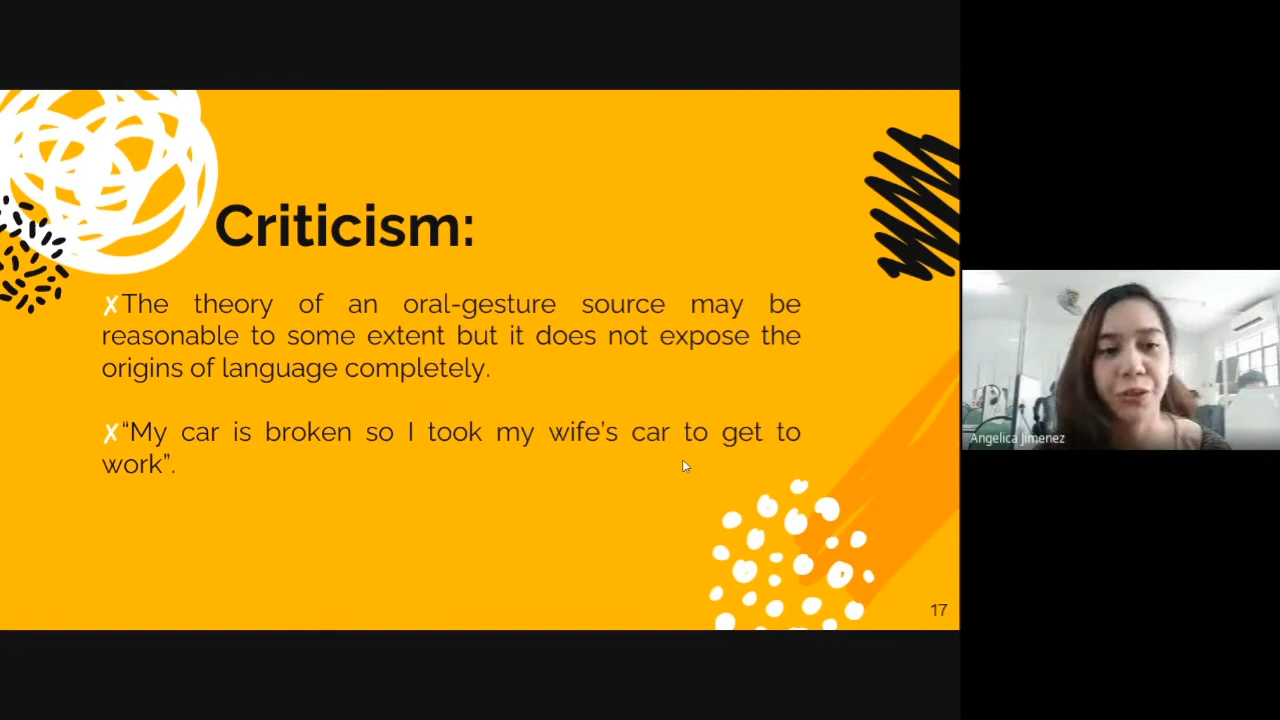 Criticism:
✗The theory of an oral-gesture source may be
reasonable to some extent but it does not expose the
origins of language completely.
✗“My car is broken so I took my wife’s car to get to
work”.
17
Angelica Jimenez